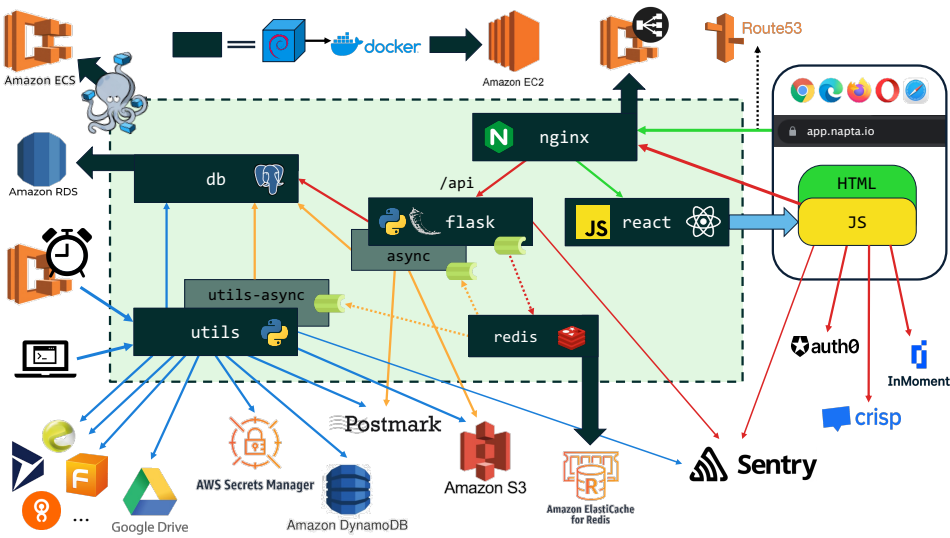 Amazon ECS
docker
Amazon EC2
Route53
app.napta.io
nginx
HTML
JS
/api
Amazon RDS
db
flask
JS
react
async
utils-async
utils
redis
auth0
InMoment
crisp
Postmark
Sentry
F
AWS Secrets Manager
Amazon S3
R
Amazon ElastiCache
for Redis
...
Google Drive
Amazon DynamoDB